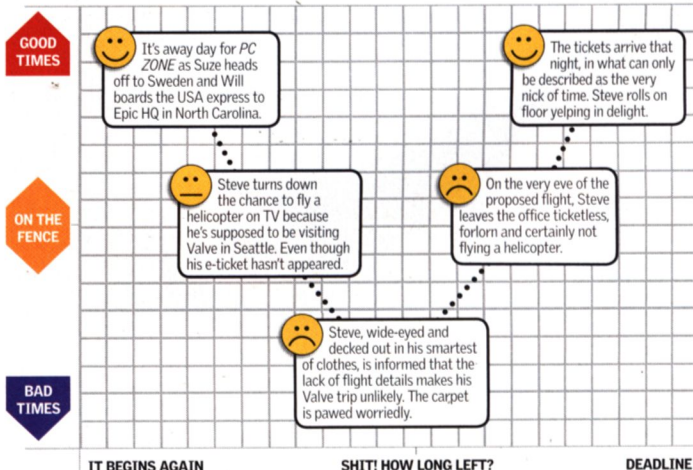 GOOD
TIMES
It's away day for PC
ZONE as Suze heads
off to Sweden and Will
boards the USA express to
Epic HQ in North Carolina.
The tickets arrive that
night, in what can only
be described as the very
nick of time. Steve rolls on
floor yelping in delight.
ON THE
FENCE
Steve turns down
the chance to fly a
helicopter on TV because
he's supposed to be visiting
Valve in Seattle. Even though
his e-ticket hasn't appeared.
On the very eve of the
proposed flight, Steve
leaves the office ticketless,
forlorn and certainly not
flying a helicopter.
Steve, wide-eyed and
decked out in his smartest
of clothes, is informed that the
lack of flight details makes his
Valve trip unlikely. The carpet
is pawed worriedly.
BAD
TIMES
IT BEGINS AGAIN
SHIT! HOW LONG LEFT?
DEADLINE